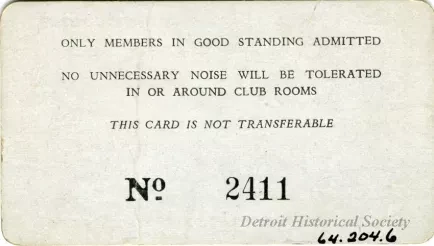 ONLY MEMBERS IN GOOD STANDING ADMITTED
NO UNNECESSARY NOISE WILL BE TOLERATED
IN OR AROUND CLUB ROOMS
THIS CARD IS NOT TRANSFERABLE
Nº 2411
Detroit Historical Society
64.204.6